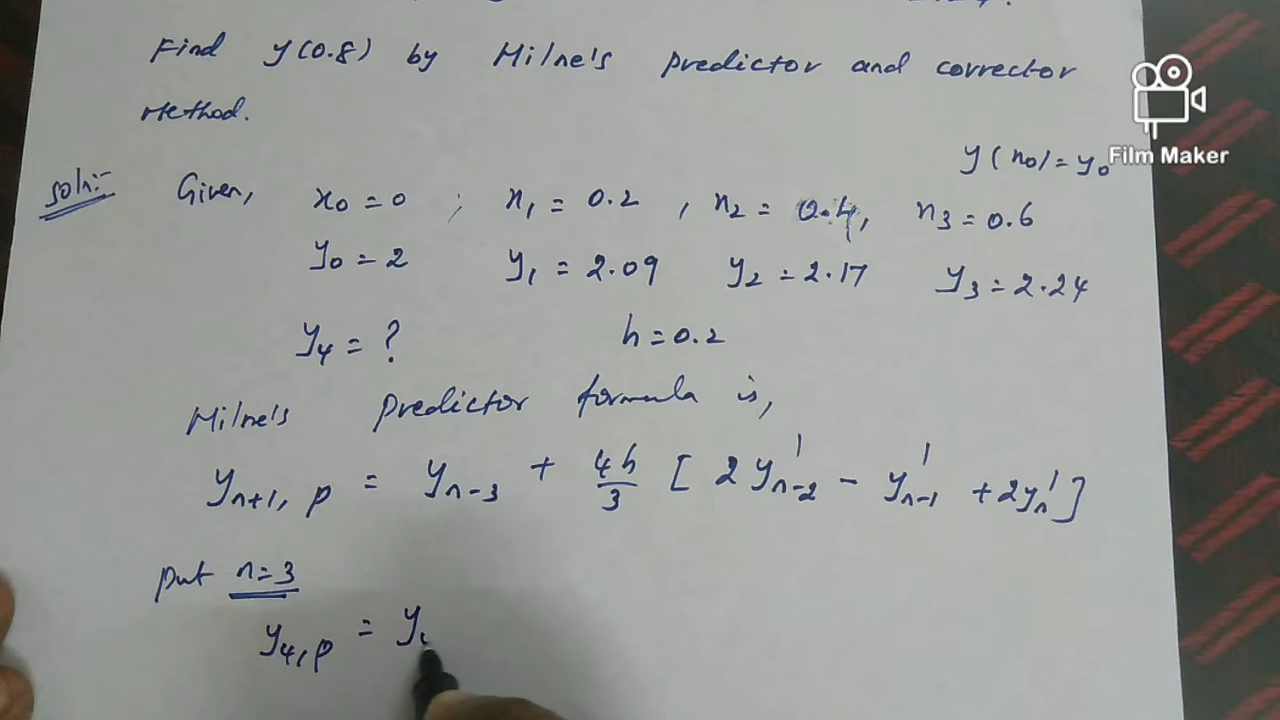 Find y(0.8) by Milne's predictor and corrector
Method.
y(x0) = y0
Film Maker
Soln:- Given, x0 = 0 ; x1 = 0.2 , x2 = 0.4, x3 = 0.6
y0 = 2 y1 = 2.09 y2 = 2.17 y3 = 2.24
y4 = ? h = 0.2
Milne's predictor formula is,
yn+1, p = yn-3 + 4h/3 [ 2y'n-2 - y'n-1 + 2yn' ]
put n=3
y4,p = y